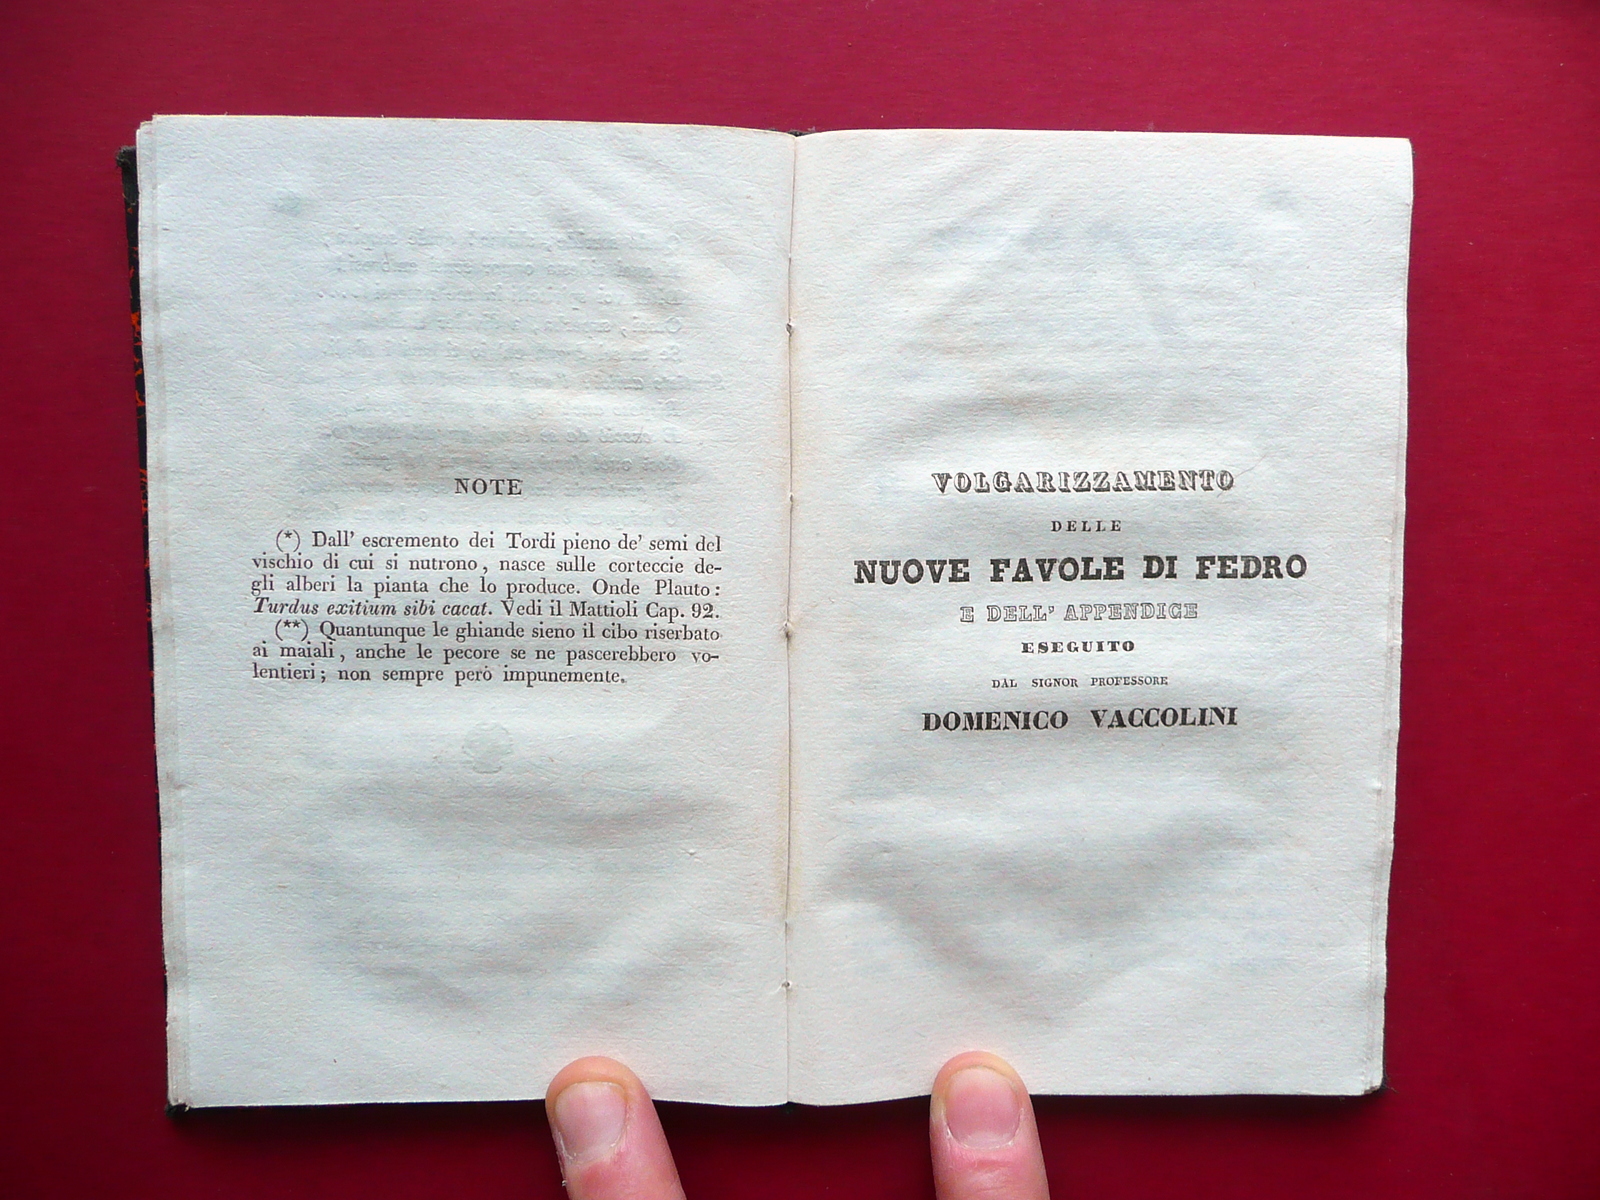 NOTE
(*) Dall' escremento dei Tordi pieno de' semi del
vischio di cui si nutrono, nasce sulle corteccie de-
gli alberi la pianta che lo produce. Onde Plauto:
Turdus exitium sibi cacat. Vedi il Mattioli Cap. 92.
(**) Quantunque le ghiande sieno il cibo riserbato
ai maiali, anche le pecore se ne pascerebbero vo-
lentieri; non sempre però impunemente.
VOLGARIZZAMENTO
DELLE
NUOVE FAVOLE DI FEDRO
E DELL' APPENDICE
ESEGUITO
DAL SIGNOR PROFESSORE
DOMENICO VACCOLINI